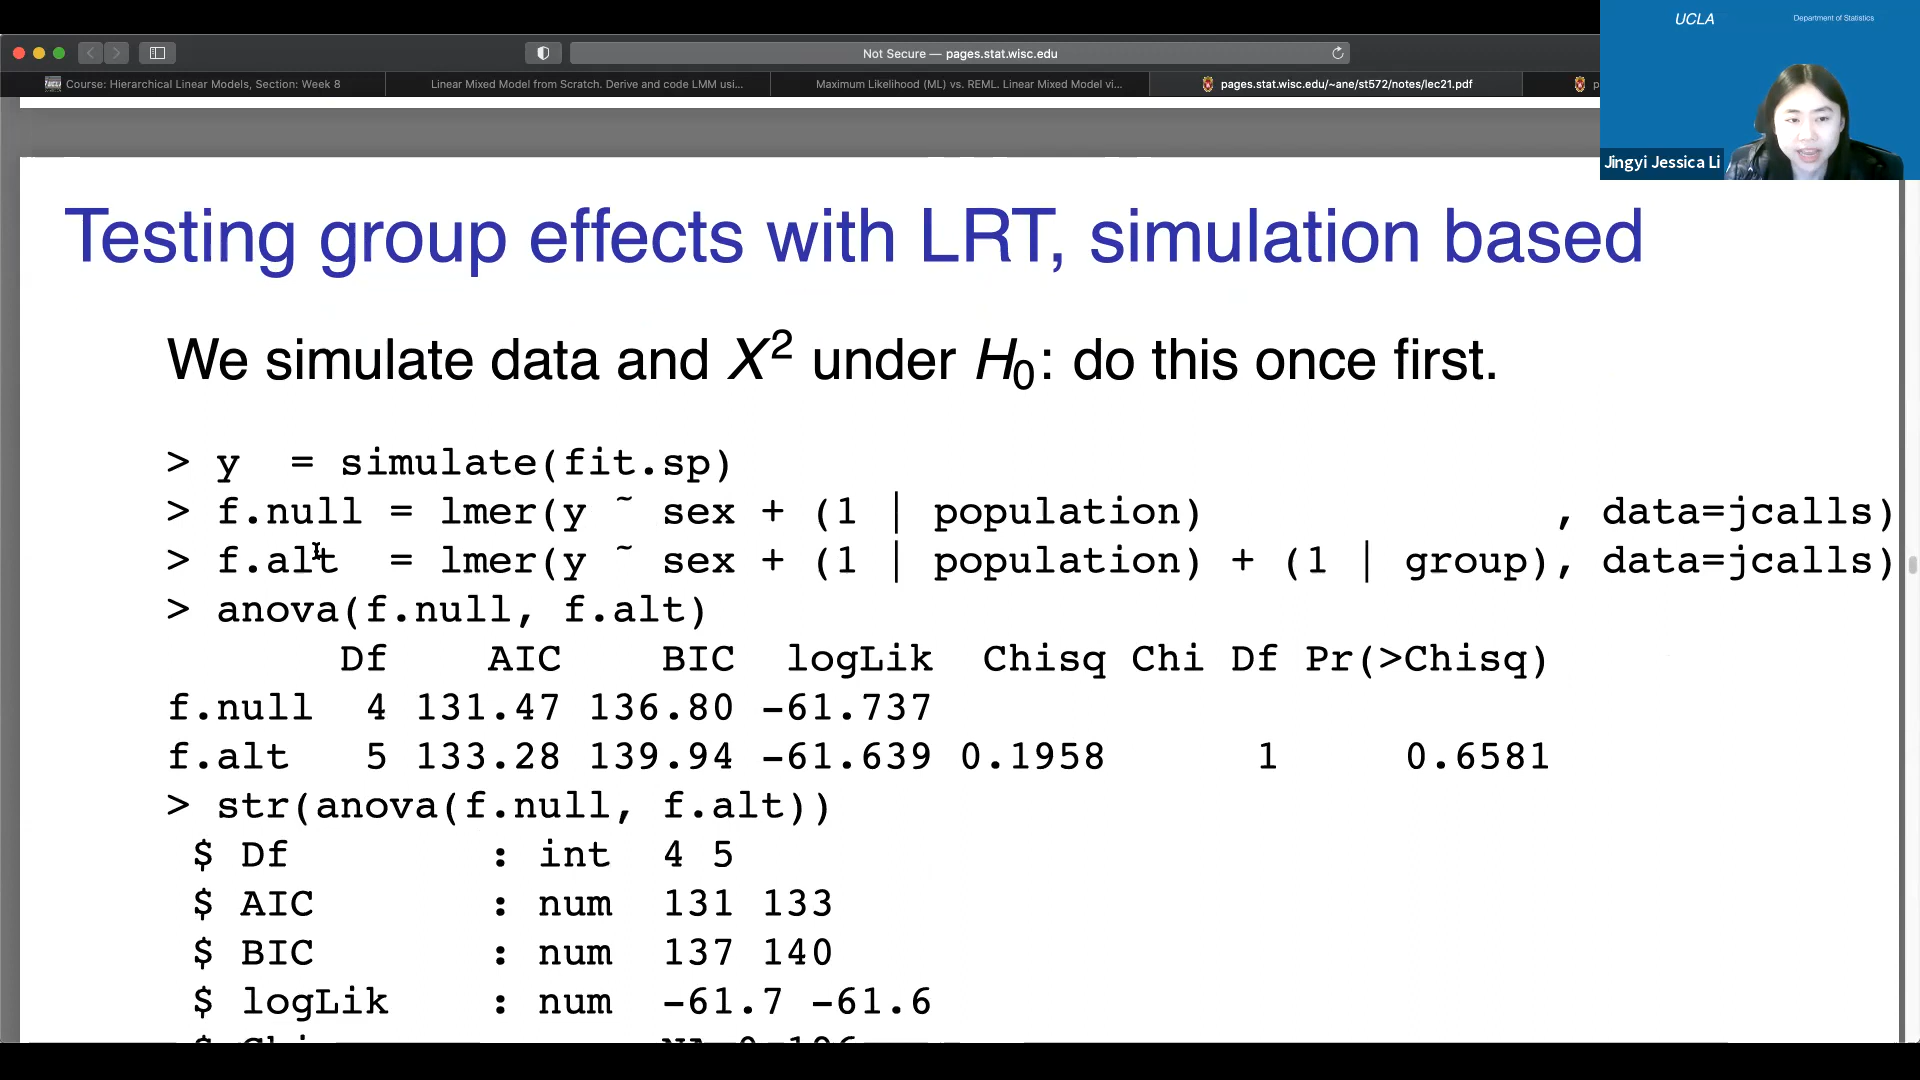 UCLA
Department of Statistics
Not Secure — pages.stat.wisc.edu
Course: Hierarchical Linear Models, Section: Week 8
Linear Mixed Model from Scratch. Derive and code LMM usi...
Maximum Likelihood (ML) vs. REML. Linear Mixed Model vi...
pages.stat.wisc.edu/~ane/st572/notes/lec21.pdf
Jingyi Jessica Li
Testing group effects with LRT, simulation based
We simulate data and X² under H₀: do this once first.
> y  = simulate(fit.sp)
> f.null = lmer(y ~ sex + (1 | population)              , data=jcalls)
> f.alt  = lmer(y ~ sex + (1 | population) + (1 | group), data=jcalls)
> anova(f.null, f.alt)
Df    AIC    BIC  logLik  Chisq Chi Df Pr(>Chisq)
f.null  4 131.47 136.80 -61.737
f.alt   5 133.28 139.94 -61.639 0.1958      1     0.6581
> str(anova(f.null, f.alt))
$ Df        : int  4 5
$ AIC       : num  131 133
$ BIC       : num  137 140
$ logLik    : num  -61.7 -61.6